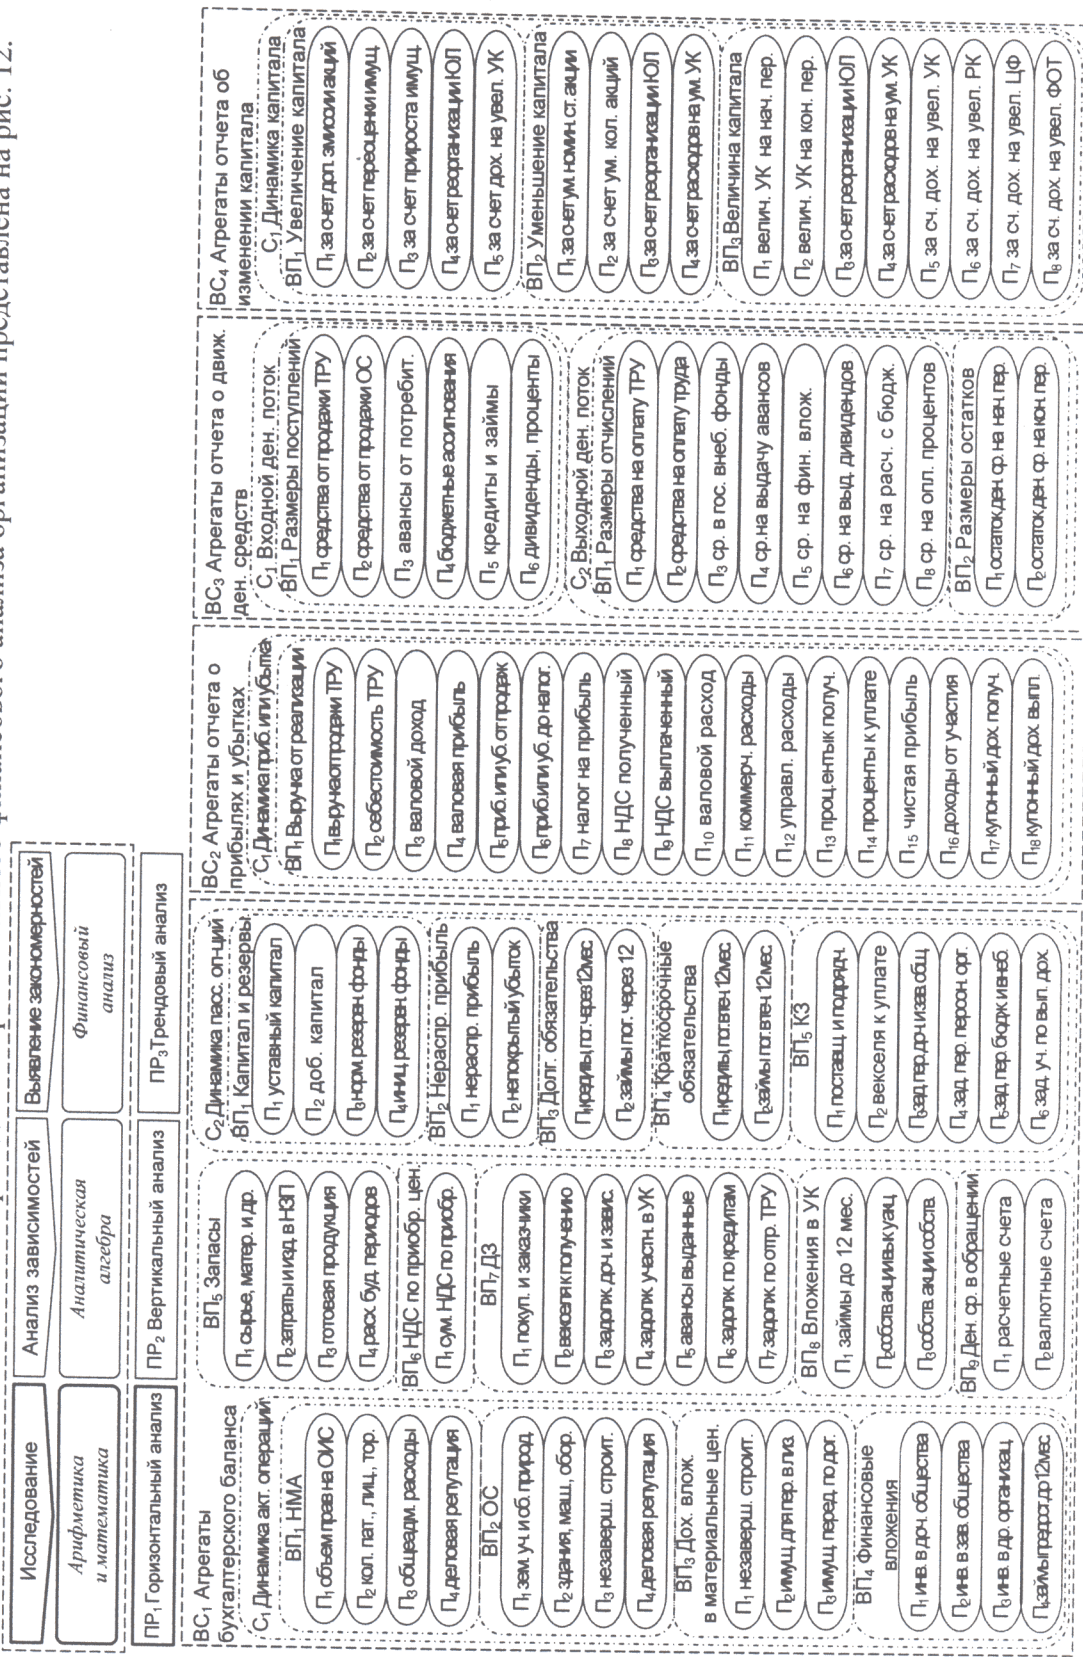 финансового анализа организации представлена на рис. 12.
Исследование
Анализ зависимостей
Выявление закономерностей
Арифметика
и математика
Аналитическая
алгебра
Финансовый
анализ
ПР₁ Горизонтальный анализ
ПР₂ Вертикальный анализ
ПР₃ Трендовый анализ
ВС₁ Агрегаты
бухгалтерского баланса
С₁ Динамика акт. операций
ВП₁ НМА
П₁ объем прав на ОИС
П₂ кол. пат., лиц., тор.
П₃ общеадм. расходы
П₄ деловая репутация
ВП₂ ОС
П₁ зем. уч. и об. природ.
П₂ здания, маш., обор.
П₃ незаверш. строит.
П₄ деловая репутация
ВП₃ Дох. влож.
в материальные цен.
П₁ незаверш. строит.
П₂ имущ. для пер. в лиз.
П₃ имущ. перед. по дог.
ВП₄ Финансовые
вложения
П₁ инв. в доч. общества
П₂ инв. в зав. общества
П₃ инв. в др. организац.
П₄ займы предост. до 12 мес.
ВП₅ Запасы
П₁ сырье, матер. и др.
П₂ затраты и изд. в НЗП
П₃ готовая продукция
П₄ расх. буд. периодов
ВП₆ НДС по приобр. цен.
П₁ сум. НДС по приобр.
ВП₇ ДЗ
П₁ покуп. и заказчики
П₂ векселя к получению
П₃ задолж. доч. и завис.
П₄ задолж. участн. в УК
П₅ авансы выданные
П₆ задолж. по кредитам
П₇ задолж. по отпр. ТРУ
ВП₈ Вложения в УК
П₁ займы до 12 мес.
П₃ собств. акции собств.
ВП₉ Ден. ср. в обращении
П₁ расчетные счета
П₂ валютные счета
С₂ Динамика пасс. оп-ций
ВП₁ Капитал и резервы
П₁ уставный капитал
П₂ доб. капитал
П₃ норм. резервн. фонды
П₄ иниц. резервн. фонды
ВП₂ Нераспр. прибыль
П₁ нераспр. прибыль
П₂ непокрытый убыток
ВП₃ Долг. обязательства
П₁ кредиты пог. через 12 мес.
П₂ займы пог. через 12
ВП₄ Краткосрочные
обязательства
П₁ кредиты, пог. в теч. 12 мес.
П₂ займы пог. в теч. 12 мес.
ВП₅ КЗ
П₁ поставщ. и подрядч.
П₂ векселя к уплате
П₃ зад. пер. доч. и зав. общ.
П₄ зад. пер. персон. орг.
П₅ зад. пер. бюдж. и внеб.
П₆ зад. уч. по вып. дох.
ВС₂ Агрегаты отчета о
прибылях и убытках
С₁ Динамика приб. или убытка
ВП₁ Выручка от реализации
П₁ выручка от продажи ТРУ
П₂ себестоимость ТРУ
П₃ валовой доход
П₄ валовая прибыль
П₅ приб. или уб. от продаж
П₆ приб. или уб. до налог.
П₇ налог на прибыль
П₈ НДС полученный
П₉ НДС выплаченный
П₁₀ валовой расход
П₁₁ коммерч. расходы
П₁₂ управл. расходы
П₁₃ проценты к получ.
П₁₄ проценты к уплате
П₁₅ чистая прибыль
П₁₆ доходы от участия
П₁₇ купонный дох. получ.
П₁₈ купонный дох. выпл.
ВС₃ Агрегаты отчета о движ.
ден. средств
С₁ Входной ден. поток
ВП₁ Размеры поступлений
П₁ средства от продажи ТРУ
П₂ средства от продажи ОС
П₃ авансы от потребит.
П₄ бюджетные ассигнования
П₅ кредиты и займы
П₆ дивиденды, проценты
С₂ Выходной ден. поток
ВП₁ Размеры отчислений
П₁ средства на оплату ТРУ
П₂ средства на оплату труда
П₃ ср. в гос. внеб. фонды
П₄ ср. на выдачу авансов
П₅ ср. на фин. влож.
П₆ ср. на выд. дивидендов
П₇ ср. на расч. с бюдж.
П₈ ср. на опл. процентов
ВП₂ Размеры остатков
П₁ остаток ден. ср. на нач. пер.
П₂ остаток ден. ср. на кон. пер.
ВС₄ Агрегаты отчета об
изменении капитала
С₁ Динамика капитала
ВП₁ Увеличение капитала
П₁ за счет доп. эмиссии акций
П₂ за счет переоценки имущ.
П₃ за счет прироста имущ.
П₄ за счет реорганизации ЮЛ
П₅ за счет дох. на увел. УК
ВП₂ Уменьшение капитала
П₁ за счет ум. номин. ст. акции
П₂ за счет ум. кол. акций
П₃ за счет реорганизации ЮЛ
П₄ за счет расходов на ум. УК
ВП₃ Величина капитала
П₁ велич. УК на нач. пер.
П₂ велич. УК на кон. пер.
П₃ за счет реорганизации ЮЛ
П₄ за счет расходов на ум. УК
П₅ за сч. дох. на увел. УК
П₆ за сч. дох. на увел. РК
П₇ за сч. дох. на увел. ЦФ
П₈ за сч. дох. на увел. ФОТ